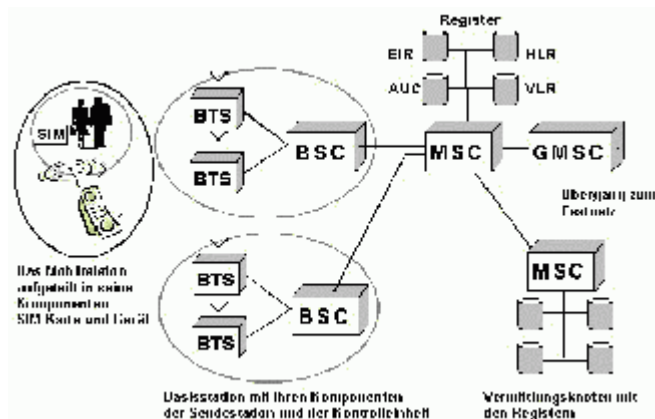 Register
EIR
HLR
AUC
VLR
SIM
BTS
BTS
BSC
MSC
GMSC
Übergang zum
Festnetz
Das Mobilstation
aufgeteilt in seine
Komponenten
SIM Karte und Gerät
BTS
BTS
BSC
MSC
Basisstation mit ihren Komponenten
der Sendestation und der Kontrolleinheit
Vermittlungsknoten mit
den Registern